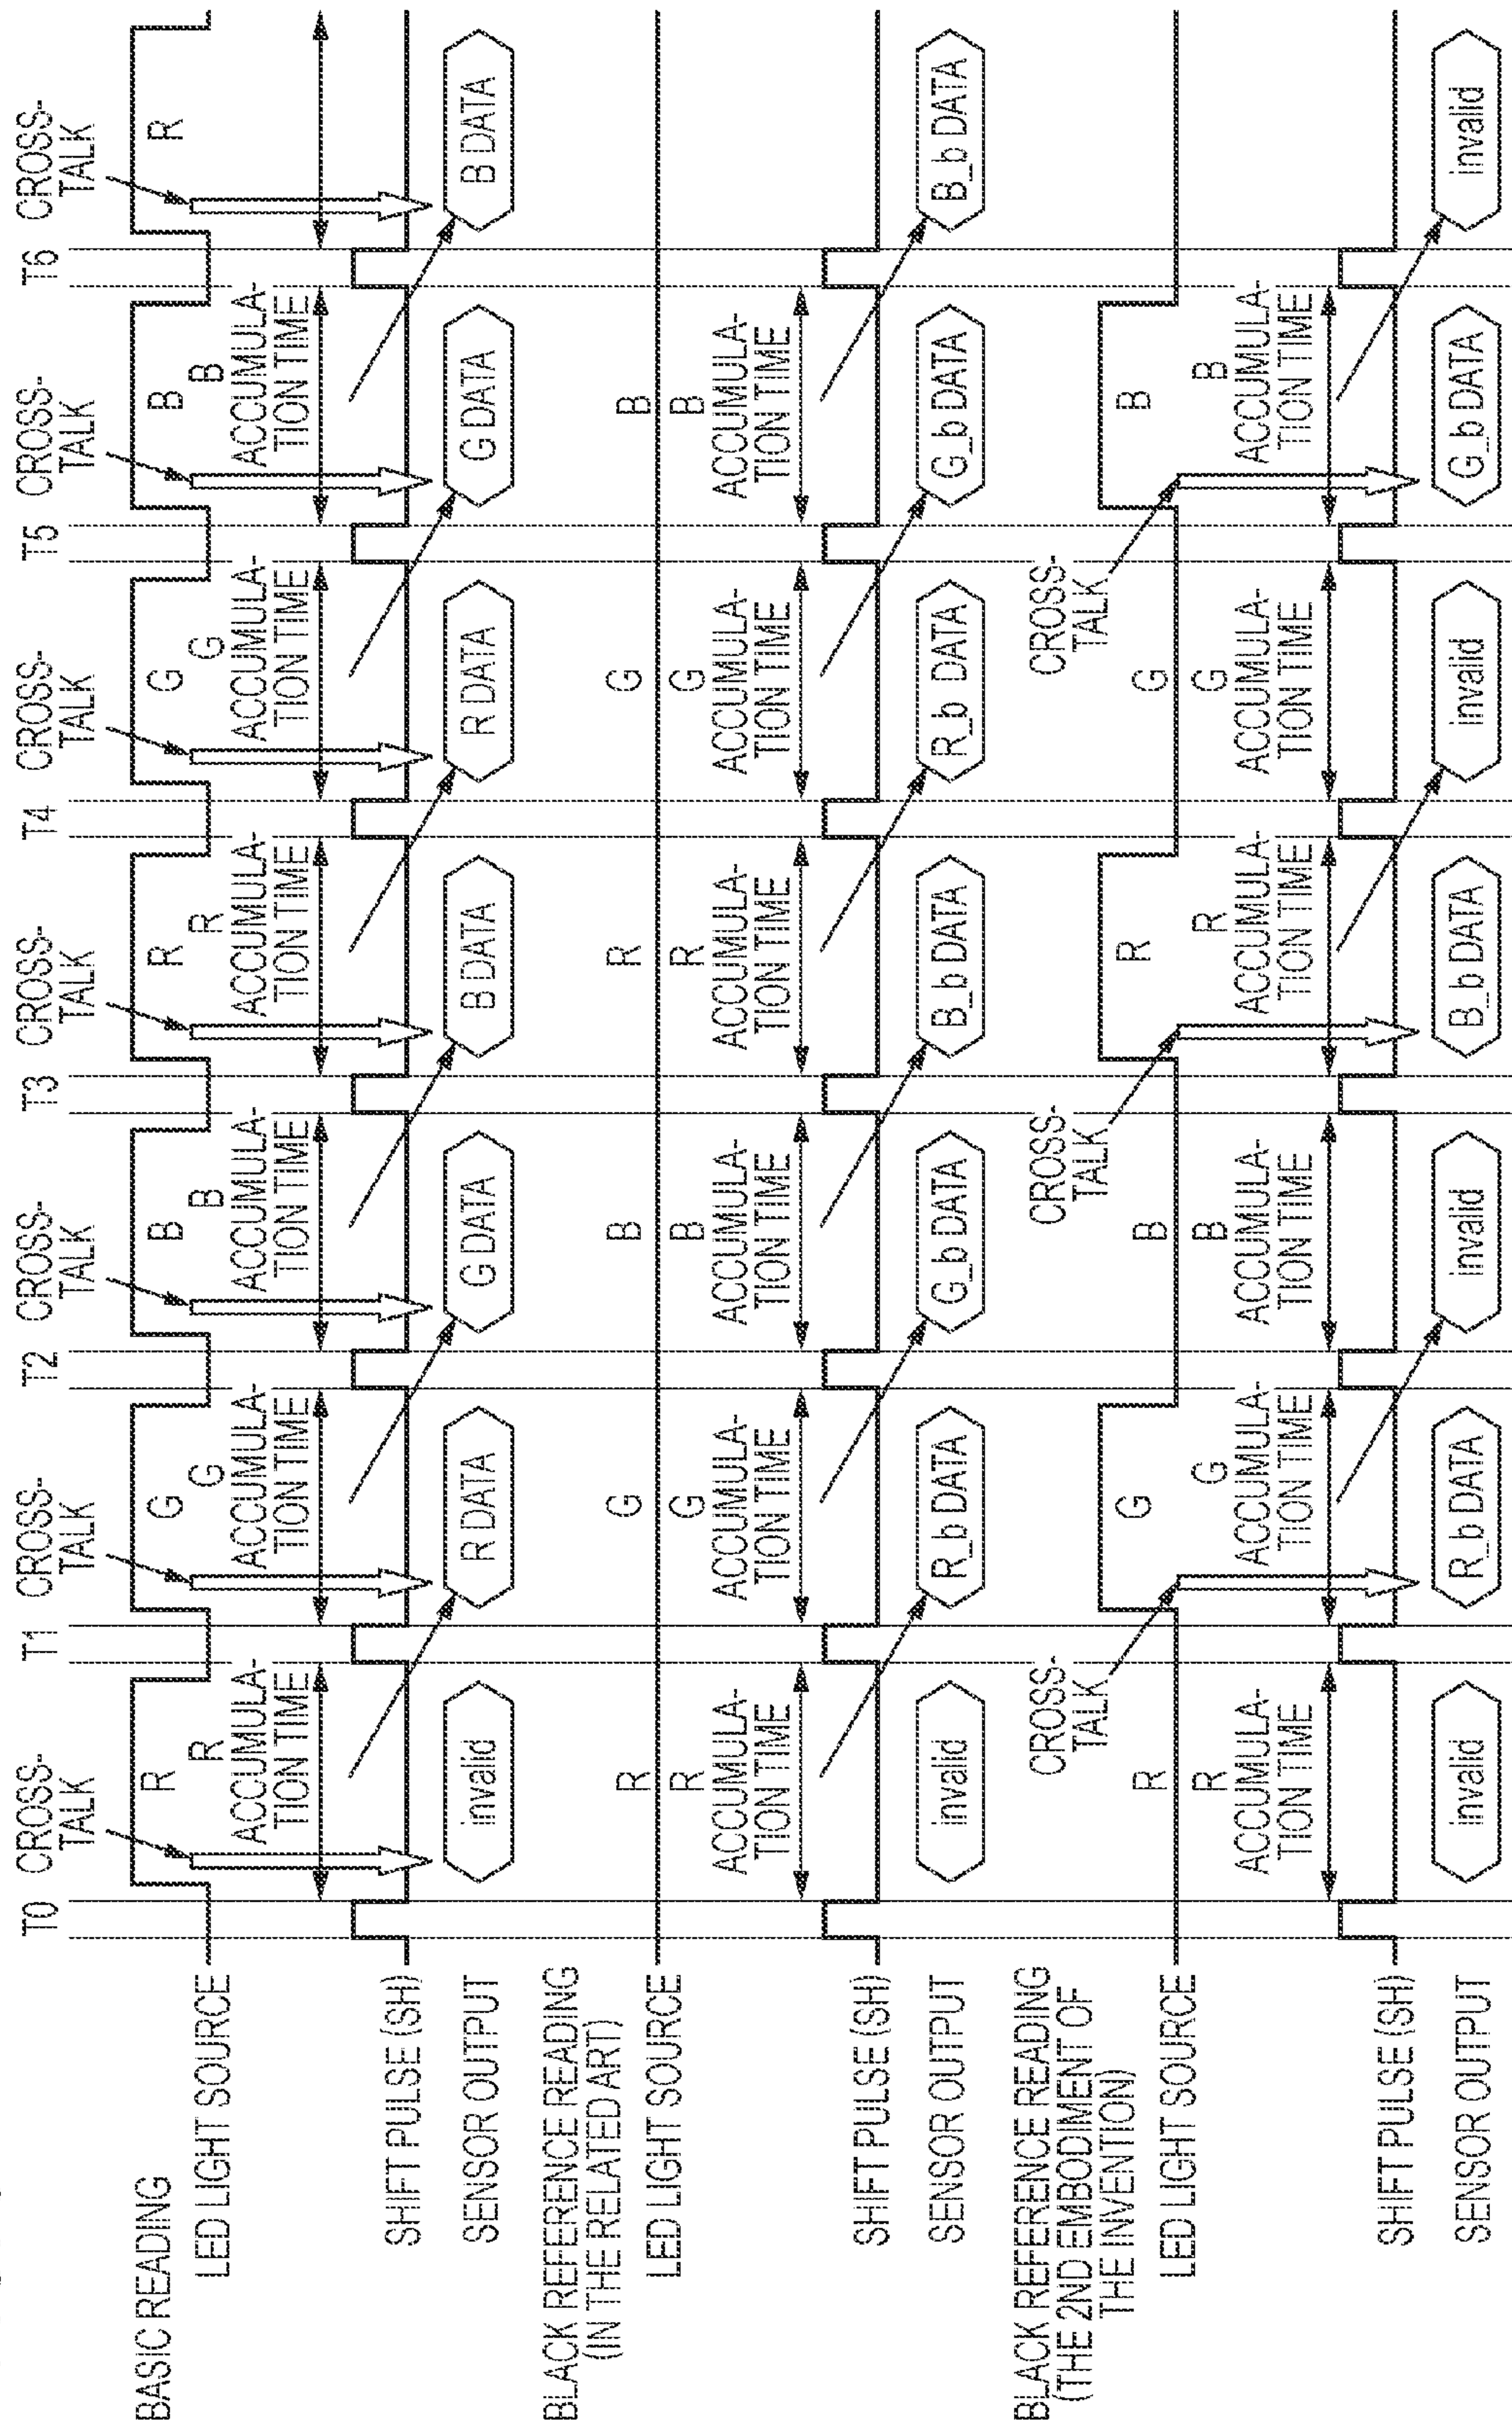 T0
T1
T2
T3
T4
T5
T6
CROSS-
TALK
CROSS-
TALK
CROSS-
TALK
CROSS-
TALK
CROSS-
TALK
CROSS-
TALK
CROSS-
TALK
BASIC READING
LED LIGHT SOURCE
R
G
B
R
G
B
R
R
ACCUMULA-
TION TIME
G
ACCUMULA-
TION TIME
B
ACCUMULA-
TION TIME
R
ACCUMULA-
TION TIME
G
ACCUMULA-
TION TIME
B
ACCUMULA-
TION TIME
SHIFT PULSE (SH)
SENSOR OUTPUT
invalid
R DATA
G DATA
B DATA
R DATA
G DATA
B DATA
BLACK REFERENCE READING
(IN THE RELATED ART)
LED LIGHT SOURCE
R
G
B
R
G
B
R
ACCUMULA-
TION TIME
G
ACCUMULA-
TION TIME
B
ACCUMULA-
TION TIME
R
ACCUMULA-
TION TIME
G
ACCUMULA-
TION TIME
B
ACCUMULA-
TION TIME
SHIFT PULSE (SH)
SENSOR OUTPUT
invalid
R_b DATA
G_b DATA
B_b DATA
R_b DATA
G_b DATA
B_b DATA
BLACK REFERENCE READING
(THE 2ND EMBODIMENT OF
THE INVENTION)
CROSS-
TALK
CROSS-
TALK
CROSS-
TALK
LED LIGHT SOURCE
R
G
B
R
G
B
R
ACCUMULA-
TION TIME
G
ACCUMULA-
TION TIME
B
ACCUMULA-
TION TIME
R
ACCUMULA-
TION TIME
G
ACCUMULA-
TION TIME
B
ACCUMULA-
TION TIME
SHIFT PULSE (SH)
SENSOR OUTPUT
invalid
R_b DATA
invalid
B_b DATA
invalid
G_b DATA
invalid